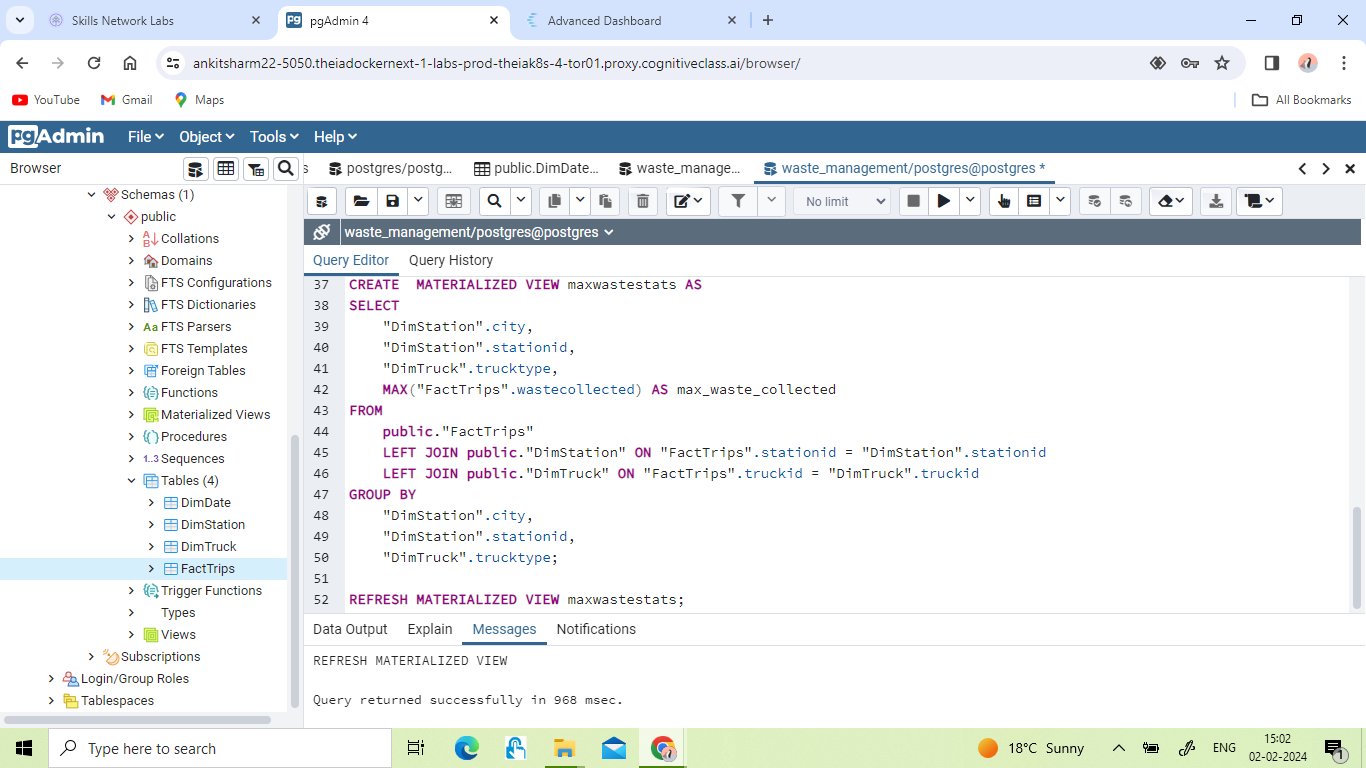 Skills Network Labs
pgAdmin 4
Advanced Dashboard
ankitsharm22-5050.theiadockernext-1-labs-prod-theiak8s-4-tor01.proxy.cognitiveclass.ai/browser/
YouTube
Gmail
Maps
All Bookmarks
pgAdmin
File
Object
Tools
Help
Browser
postgres/postg...
public.DimDate...
waste_manage...
waste_management/postgres@postgres *
No limit
waste_management/postgres@postgres
Query Editor
Query History
Schemas (1)
public
Collations
Domains
FTS Configurations
FTS Dictionaries
Aa FTS Parsers
FTS Templates
Foreign Tables
Functions
Materialized Views
Procedures
1..3 Sequences
Tables (4)
DimDate
DimStation
DimTruck
FactTrips
Trigger Functions
Types
Views
Subscriptions
Login/Group Roles
Tablespaces
37 CREATE  MATERIALIZED VIEW maxwastestats AS
38 SELECT
39     "DimStation".city,
40     "DimStation".stationid,
41     "DimTruck".trucktype,
42     MAX("FactTrips".wastecollected) AS max_waste_collected
43 FROM
44     public."FactTrips"
45     LEFT JOIN public."DimStation" ON "FactTrips".stationid = "DimStation".stationid
46     LEFT JOIN public."DimTruck" ON "FactTrips".truckid = "DimTruck".truckid
47 GROUP BY
48     "DimStation".city,
49     "DimStation".stationid,
50     "DimTruck".trucktype;
51
52 REFRESH MATERIALIZED VIEW maxwastestats;
Data Output
Explain
Messages
Notifications
REFRESH MATERIALIZED VIEW
Query returned successfully in 968 msec.
Type here to search
18°C Sunny
ENG
15:02
02-02-2024
1